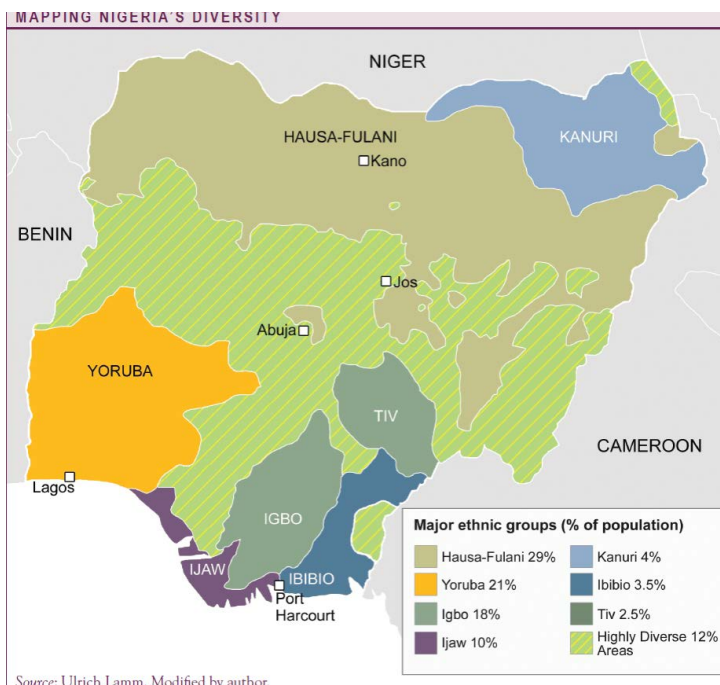 MAPPING NIGERIA'S DIVERSITY
NIGER
HAUSA-FULANI
KANURI
Kano
BENIN
Jos
Abuja
YORUBA
TIV
CAMEROON
Lagos
IGBO
IJAW
IBIBIO
Port
Harcourt
Major ethnic groups (% of population)
Hausa-Fulani 29%
Kanuri 4%
Yoruba 21%
Ibibio 3.5%
Igbo 18%
Tiv 2.5%
Ijaw 10%
Highly Diverse 12%
Areas
Source: Ulrich Lamm. Modified by author.